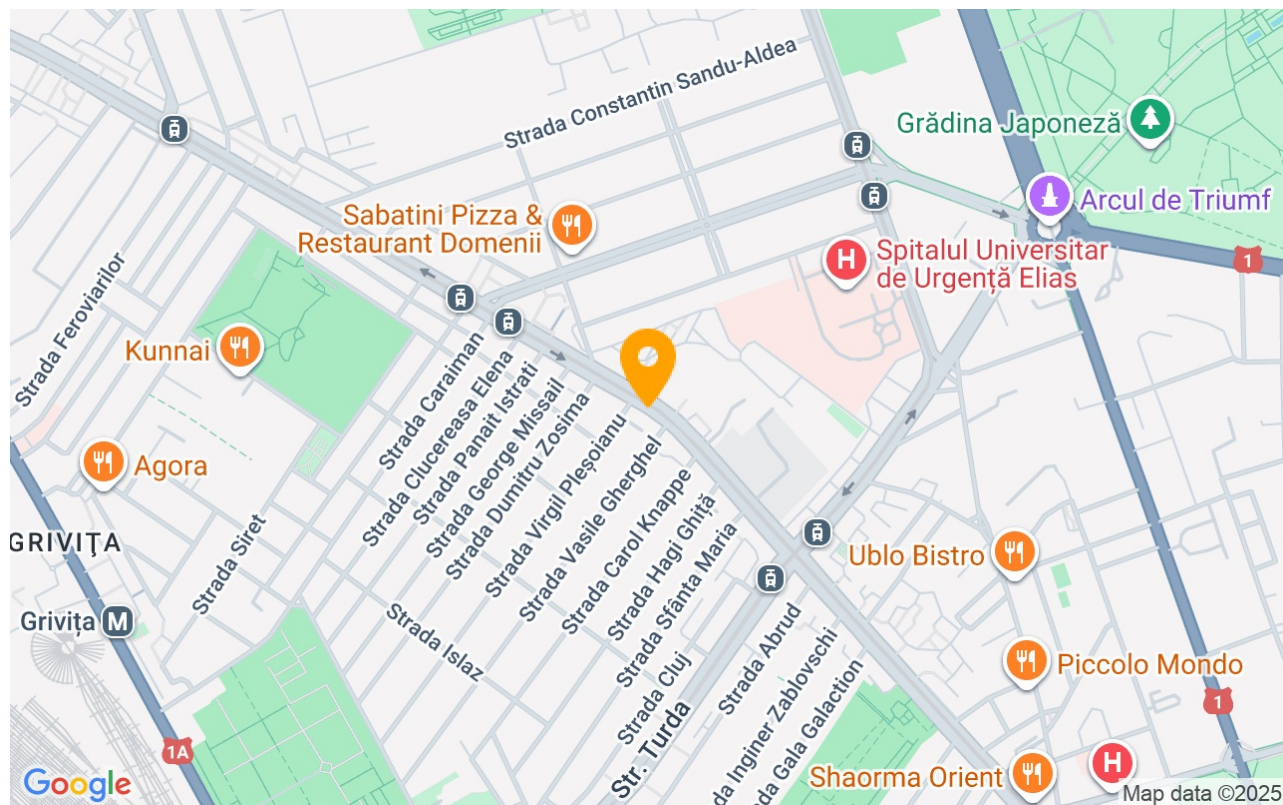 Strada Constantin Sandu-Aldea
Grădina Japoneză
Arcul de Triumf
Sabatini Pizza &
Restaurant Domenii
H
Spitalul Universitar
de Urgență Elias
1
Strada Feroviarilor
Kunnai
Strada Caraiman
Strada Clucereasa Elena
Strada Panait Istrati
Strada George Missail
Strada Dumitru Zosima
Strada Virgil Pleșoianu
Strada Vasile Gherghel
Strada Carol Knappe
Strada Hagi Ghiță
Strada Sfânta Maria
Strada Cluj
Agora
GRIVIŢA
Strada Siret
Ublo Bistro
Grivița
M
Strada Islaz
Strada Abrud
da Inginer Zablovschi
da Gala Galaction
Piccolo Mondo
1
Str. Turda
1A
Shaorma Orient
H
Google
Map data ©2025